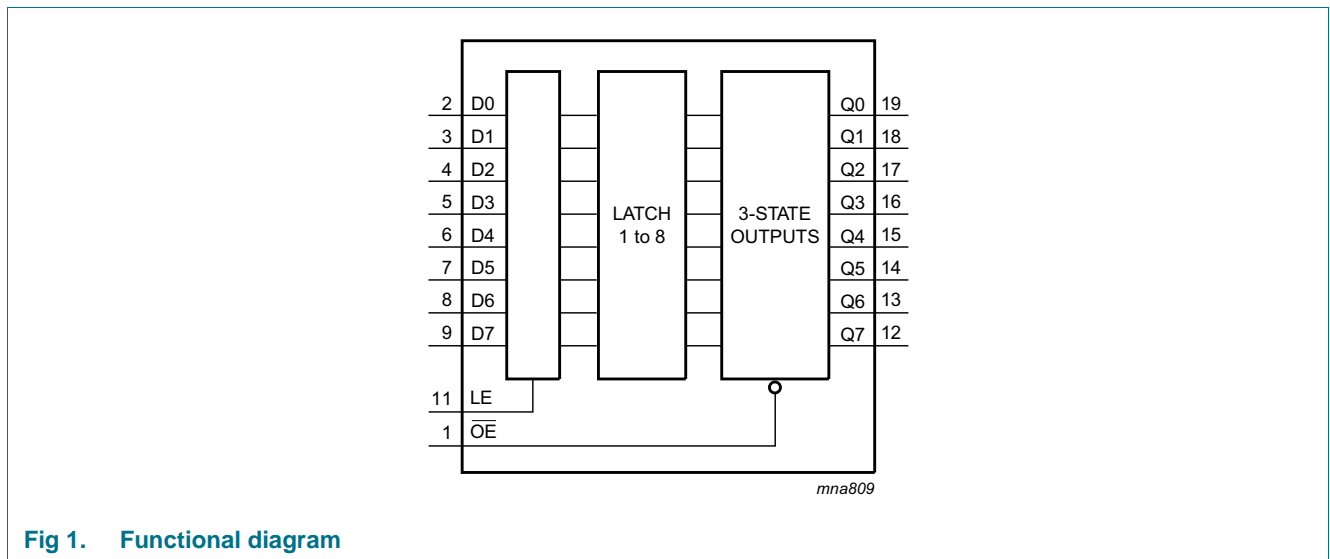 2 D0 Q0 19
3 D1 Q1 18
4 D2 Q2 17
5 D3 Q3 16
6 D4 Q4 15
7 D5 Q5 14
8 D6 Q6 13
9 D7 Q7 12
LATCH
1 to 8
3-STATE
OUTPUTS
11 LE
1 O̅E̅
mna809
Fig 1. Functional diagram